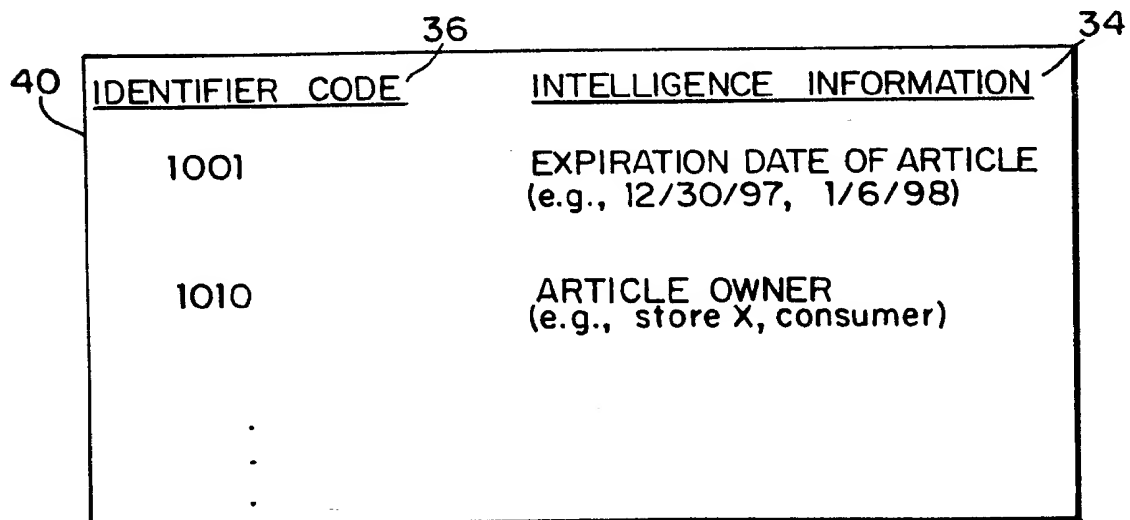 36
34
40
IDENTIFIER CODE
INTELLIGENCE INFORMATION
1001
EXPIRATION DATE OF ARTICLE
(e.g., 12/30/97, 1/6/98)
1010
ARTICLE OWNER
(e.g., store X, consumer)
.
.
.